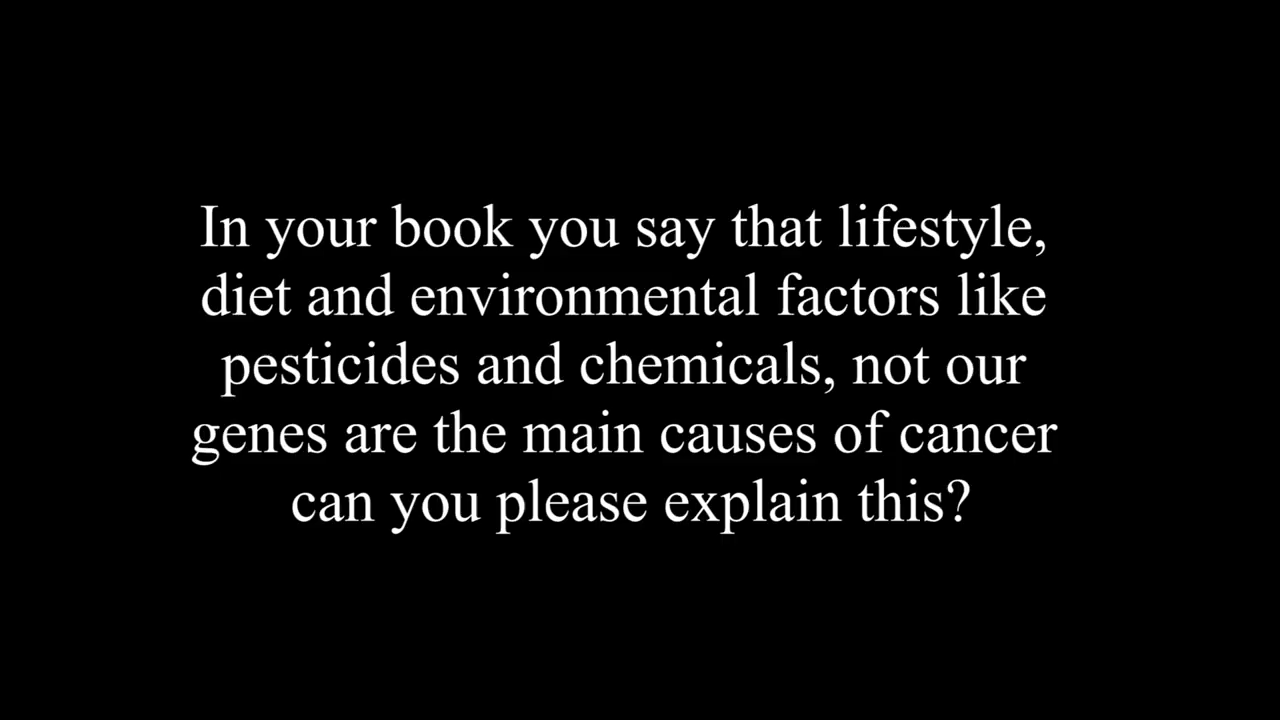 In your book you say that lifestyle,
diet and environmental factors like
pesticides and chemicals, not our
genes are the main causes of cancer
can you please explain this?